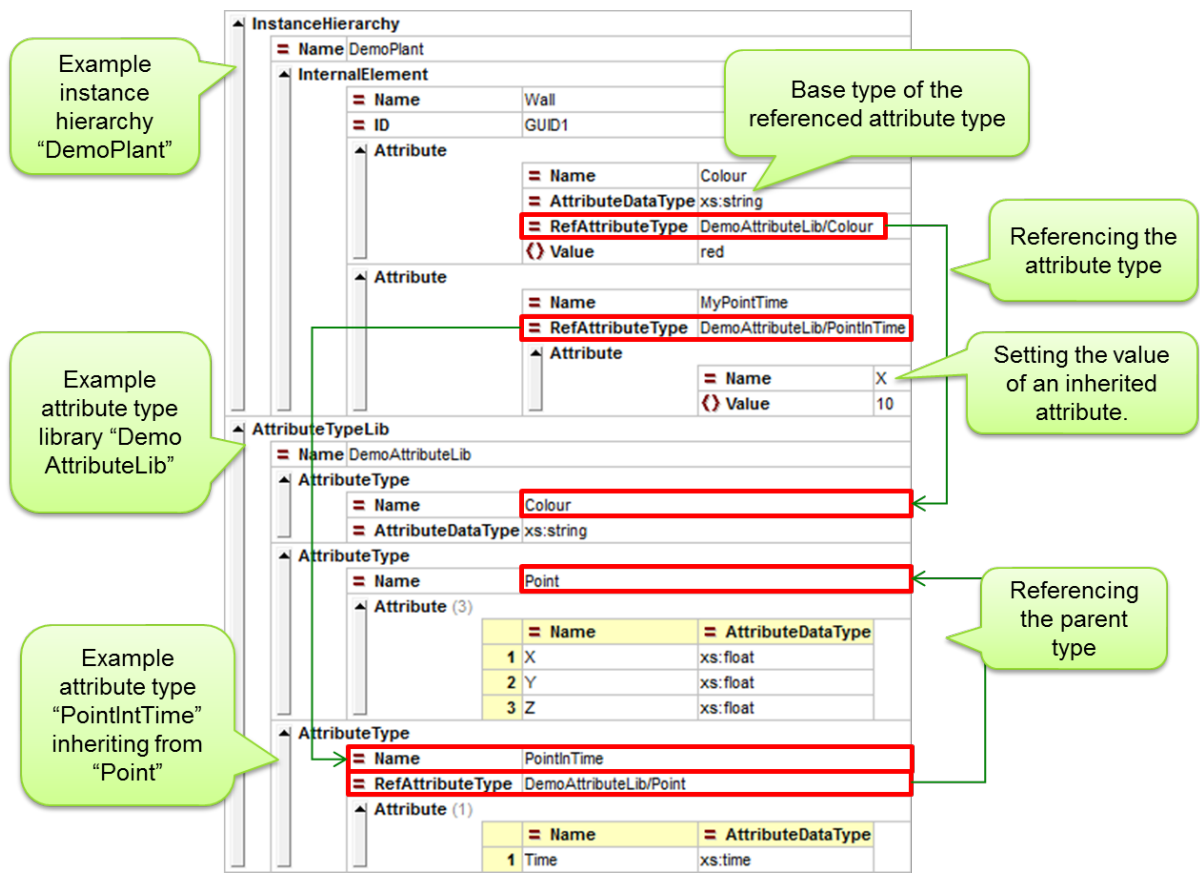 InstanceHierarchy
Name DemoPlant
InternalElement
Name Wall
ID GUID1
Attribute
Name Colour
AttributeDataType xs:string
RefAttributeType DemoAttributeLib/Colour
Value red
Attribute
Name MyPointTime
RefAttributeType DemoAttributeLib/PointInTime
Attribute
Name X
Value 10
AttributeTypeLib
Name DemoAttributeLib
AttributeType
Name Colour
AttributeDataType xs:string
AttributeType
Name Point
Attribute (3)
Name AttributeDataType
1 X xs:float
2 Y xs:float
3 Z xs:float
AttributeType
Name PointInTime
RefAttributeType DemoAttributeLib/Point
Attribute (1)
Name AttributeDataType
1 Time xs:time
Example
instance
hierarchy
“DemoPlant”
Base type of the
referenced attribute type
Referencing the
attribute type
Setting the value
of an inherited
attribute.
Example
attribute type
library “Demo
AttributeLib”
Referencing
the parent
type
Example
attribute type
“PointIntTime”
inheriting from
“Point”